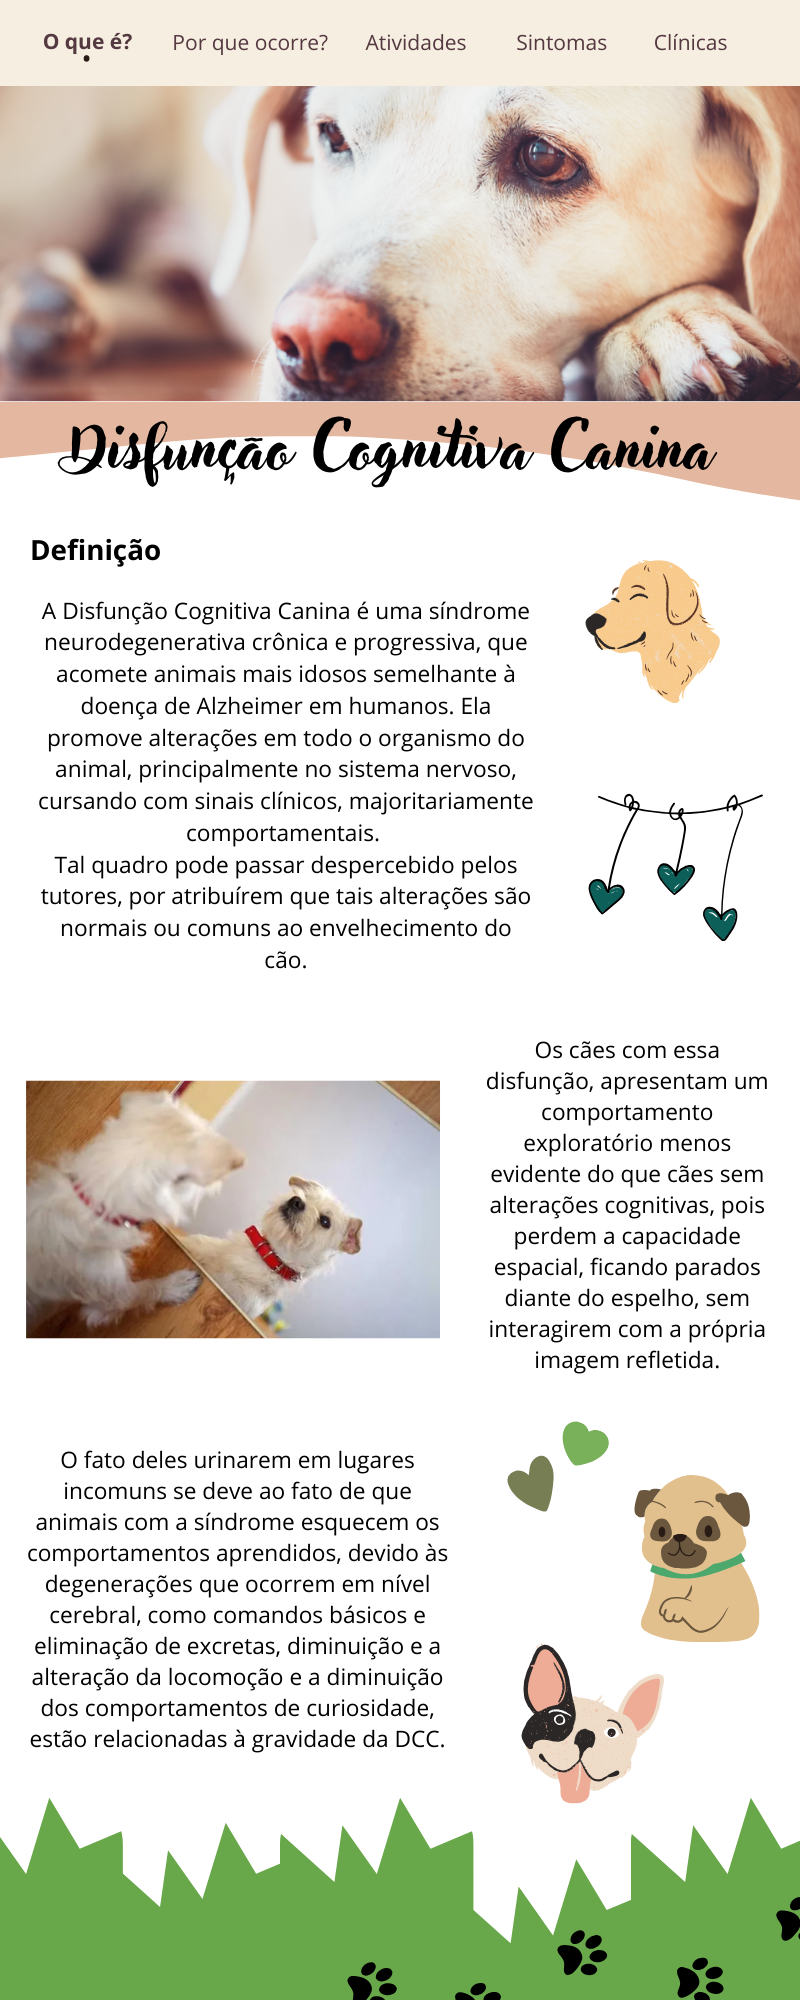 O que é? Por que ocorre? Atividades Sintomas Clínicas
Disfunção Cognitiva Canina
Definição
A Disfunção Cognitiva Canina é uma síndrome
neurodegenerativa crônica e progressiva, que
acomete animais mais idosos semelhante à
doença de Alzheimer em humanos. Ela
promove alterações em todo o organismo do
animal, principalmente no sistema nervoso,
cursando com sinais clínicos, majoritariamente
comportamentais.
Tal quadro pode passar despercebido pelos
tutores, por atribuírem que tais alterações são
normais ou comuns ao envelhecimento do
cão.
Os cães com essa
disfunção, apresentam um
comportamento
exploratório menos
evidente do que cães sem
alterações cognitivas, pois
perdem a capacidade
espacial, ficando parados
diante do espelho, sem
interagirem com a própria
imagem refletida.
O fato deles urinarem em lugares
incomuns se deve ao fato de que
animais com a síndrome esquecem os
comportamentos aprendidos, devido às
degenerações que ocorrem em nível
cerebral, como comandos básicos e
eliminação de excretas, diminuição e a
alteração da locomoção e a diminuição
dos comportamentos de curiosidade,
estão relacionadas à gravidade da DCC.